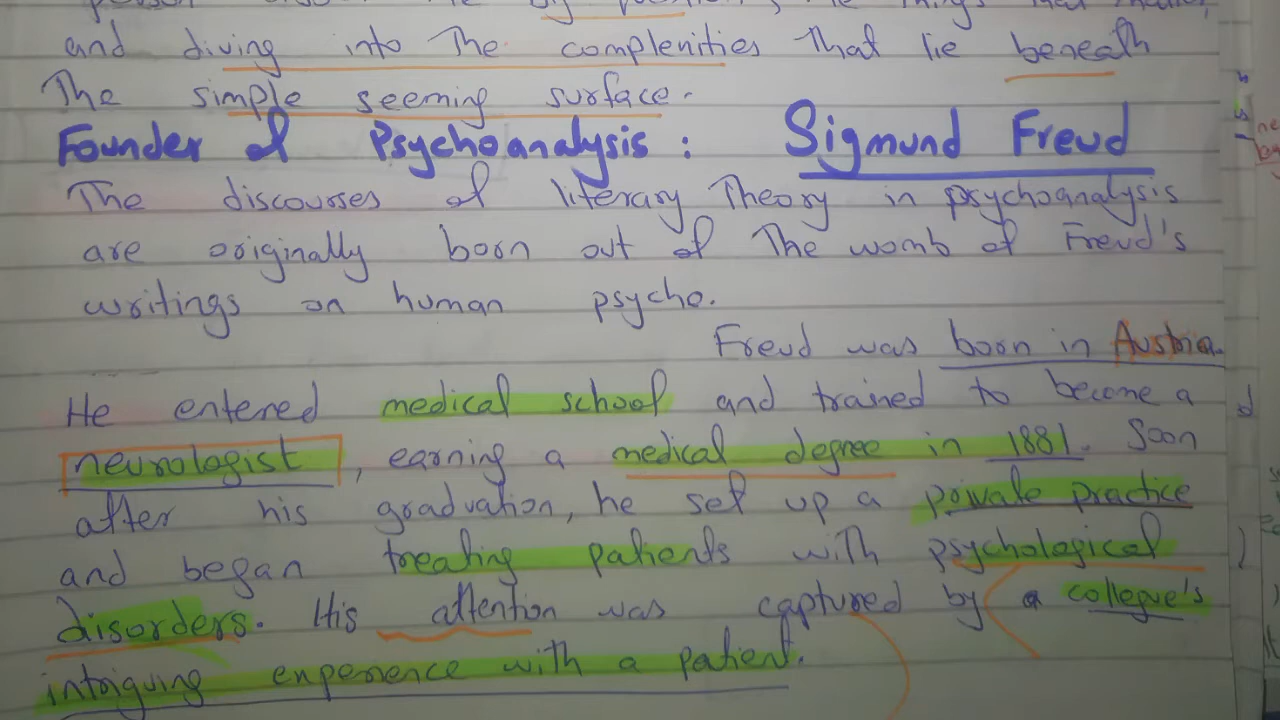 and diving into The complenities That lie beneath
The simple seeming surface.
Founder of Psychoanalysis : Sigmund Freud
The discourses of literary Theory in psychoanalysis
are originally born out of The womb of Freud's
writings on human psycho.
Freud was born in Austria.
He entered medical school and trained to become a
neurologist, earning a medical degree in 1881. Soon
after his graduation, he set up a private practice
and began treating patients with psychological
disorders. His attention was captured by a collegue's
intriguing experience with a patient.